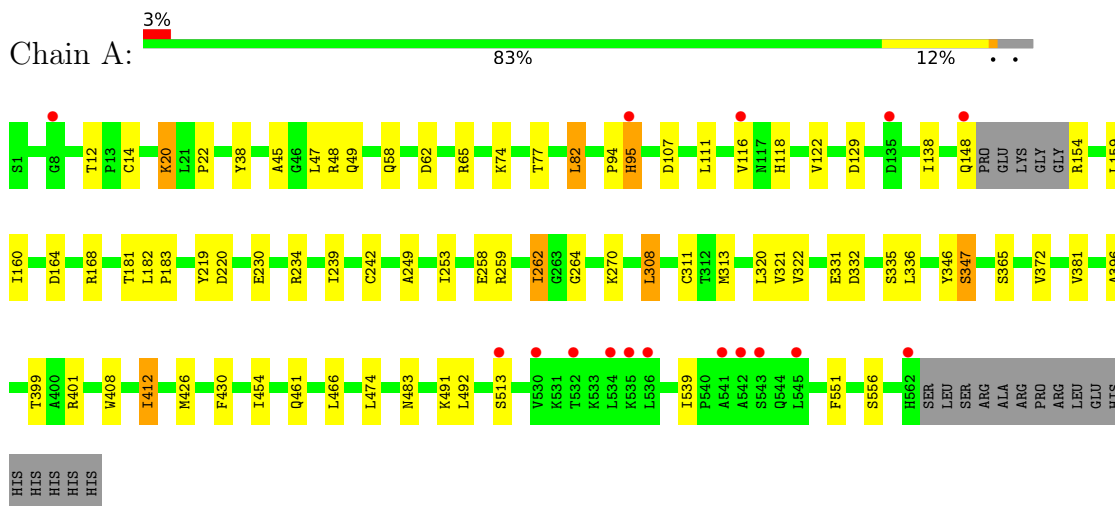 3%
Chain A:
83% 12% • •
S1 G8 T12 P13 C14 K20 L21 P22 Y38 A45 G46 L47 R48 Q49 Q58 D62 R65 K74 T77 L82 P94 H95 D107 L111 V116 N117 H118 V122 D129 D135 I138 Q148 PRO GLU LYS GLY GLY R154 L159
I160 D164 R168 T181 L182 P183 Y219 D220 E230 R234 I239 C242 A249 I253 E258 R259 I262 G263 G264 K270 L308 C311 T312 M313 L320 V321 V322 E331 D332 S335 L336 Y346 S347 S365 V372 V381 A396
T399 A400 R401 W408 I412 M426 F430 I454 Q461 L466 L474 N483 K491 L492 S513 V530 K531 T532 K533 L534 K535 L536 I539 P540 A541 A542 S543 Q544 L545 F551 S556 H562 SER LEU SER ARG ALA ARG PRO ARG LEU GLU HIS
HIS HIS HIS HIS HIS